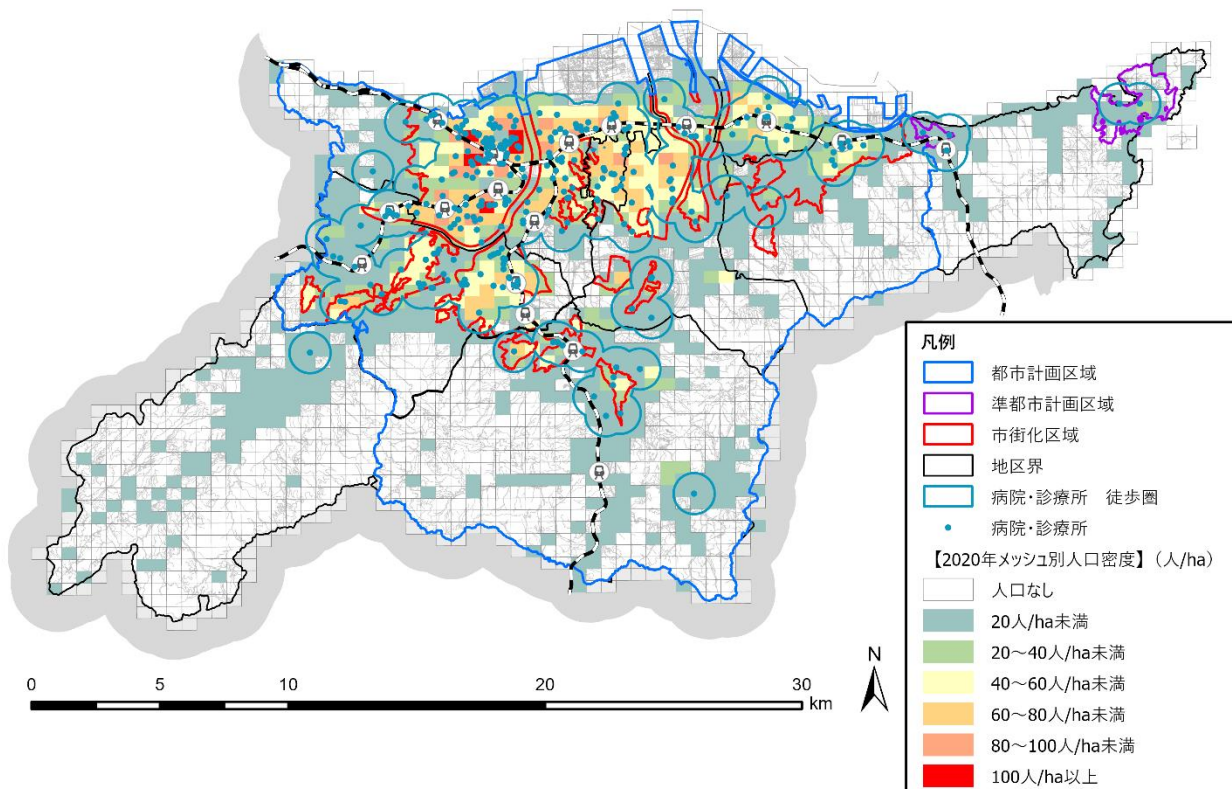 凡例
都市計画区域
準都市計画区域
市街化区域
地区界
病院・診療所　徒歩圏
病院・診療所
【2020年メッシュ別人口密度】（人/ha）
人口なし
20人/ha未満
20～40人/ha未満
40～60人/ha未満
60～80人/ha未満
80～100人/ha未満
100人/ha以上
N
0 5 10 20 30
km